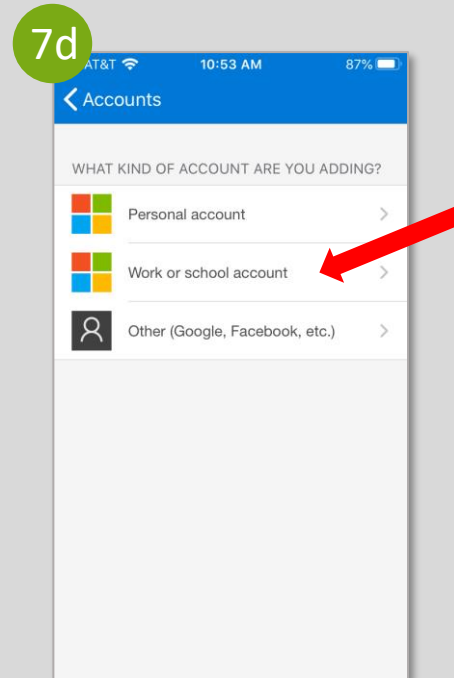 7d
AT&T 10:53 AM 87%
Accounts
WHAT KIND OF ACCOUNT ARE YOU ADDING?
Personal account
Work or school account
Other (Google, Facebook, etc.)